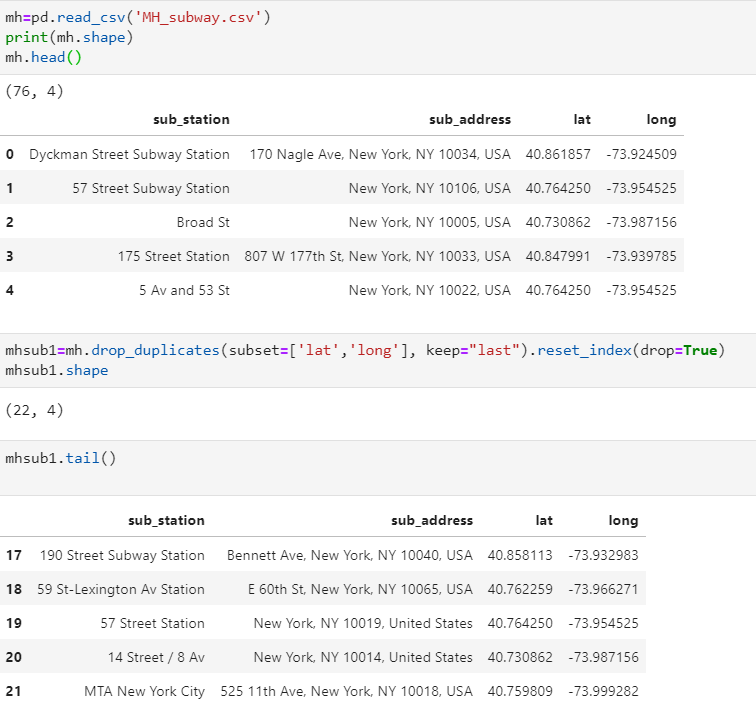 mh=pd.read_csv('MH_subway.csv')
print(mh.shape)
mh.head()
(76, 4)
sub_station sub_address lat long
0 Dyckman Street Subway Station 170 Nagle Ave, New York, NY 10034, USA 40.861857 -73.924509
1 57 Street Subway Station New York, NY 10106, USA 40.764250 -73.954525
2 Broad St New York, NY 10005, USA 40.730862 -73.987156
3 175 Street Station 807 W 177th St, New York, NY 10033, USA 40.847991 -73.939785
4 5 Av and 53 St New York, NY 10022, USA 40.764250 -73.954525
mhsub1=mh.drop_duplicates(subset=['lat','long'], keep="last").reset_index(drop=True)
mhsub1.shape
(22, 4)
mhsub1.tail()
sub_station sub_address lat long
17 190 Street Subway Station Bennett Ave, New York, NY 10040, USA 40.858113 -73.932983
18 59 St-Lexington Av Station E 60th St, New York, NY 10065, USA 40.762259 -73.966271
19 57 Street Station New York, NY 10019, United States 40.764250 -73.954525
20 14 Street / 8 Av New York, NY 10014, United States 40.730862 -73.987156
21 MTA New York City 525 11th Ave, New York, NY 10018, USA 40.759809 -73.999282